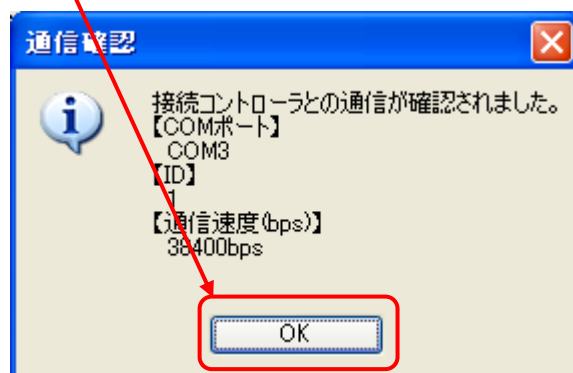 通信確認
接続コントローラとの通信が確認されました。
【COMポート】
COM3
【ID】
1
【通信速度(bps)】
38400bps
OK